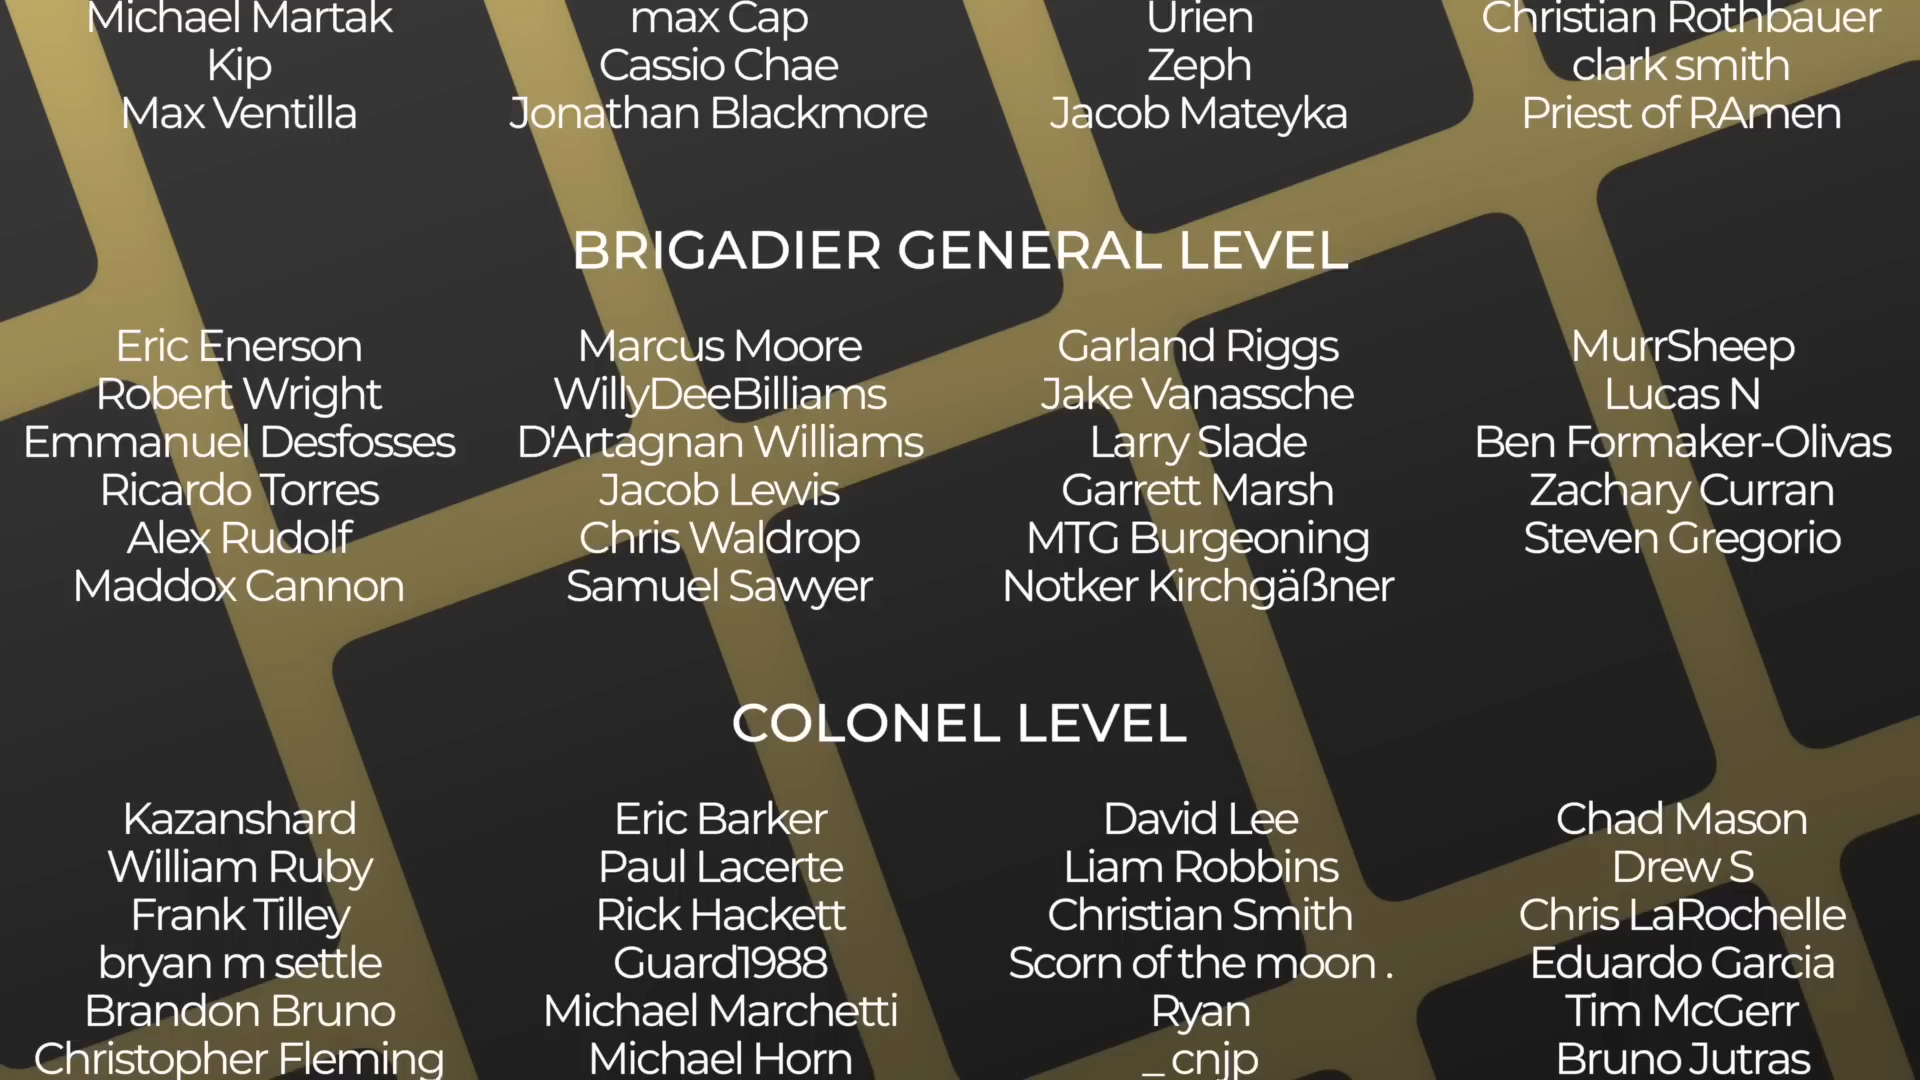 Michael Martak
Kip
Max Ventilla
max Cap
Cassio Chae
Jonathan Blackmore
Urien
Zeph
Jacob Mateyka
Christian Rothbauer
clark smith
Priest of RAmen
BRIGADIER GENERAL LEVEL
Eric Enerson
Robert Wright
Emmanuel Desfosses
Ricardo Torres
Alex Rudolf
Maddox Cannon
Marcus Moore
WillyDeeBilliams
D'Artagnan Williams
Jacob Lewis
Chris Waldrop
Samuel Sawyer
Garland Riggs
Jake Vanassche
Larry Slade
Garrett Marsh
MTG Burgeoning
Notker Kirchgäßner
MurrSheep
Lucas N
Ben Formaker-Olivas
Zachary Curran
Steven Gregorio
COLONEL LEVEL
Kazanshard
William Ruby
Frank Tilley
bryan m settle
Brandon Bruno
Christopher Fleming
Eric Barker
Paul Lacerte
Rick Hackett
Guard1988
Michael Marchetti
Michael Horn
David Lee
Liam Robbins
Christian Smith
Scorn of the moon .
Ryan
_ cnjp
Chad Mason
Drew S
Chris LaRochelle
Eduardo Garcia
Tim McGerr
Bruno Jutras